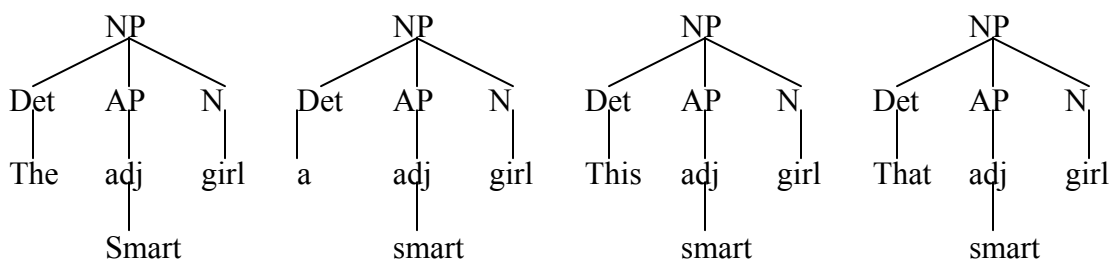 NP NP NP NP
Det AP N Det AP N Det AP N Det AP N
The adj girl a adj girl This adj girl That adj girl
Smart smart smart smart